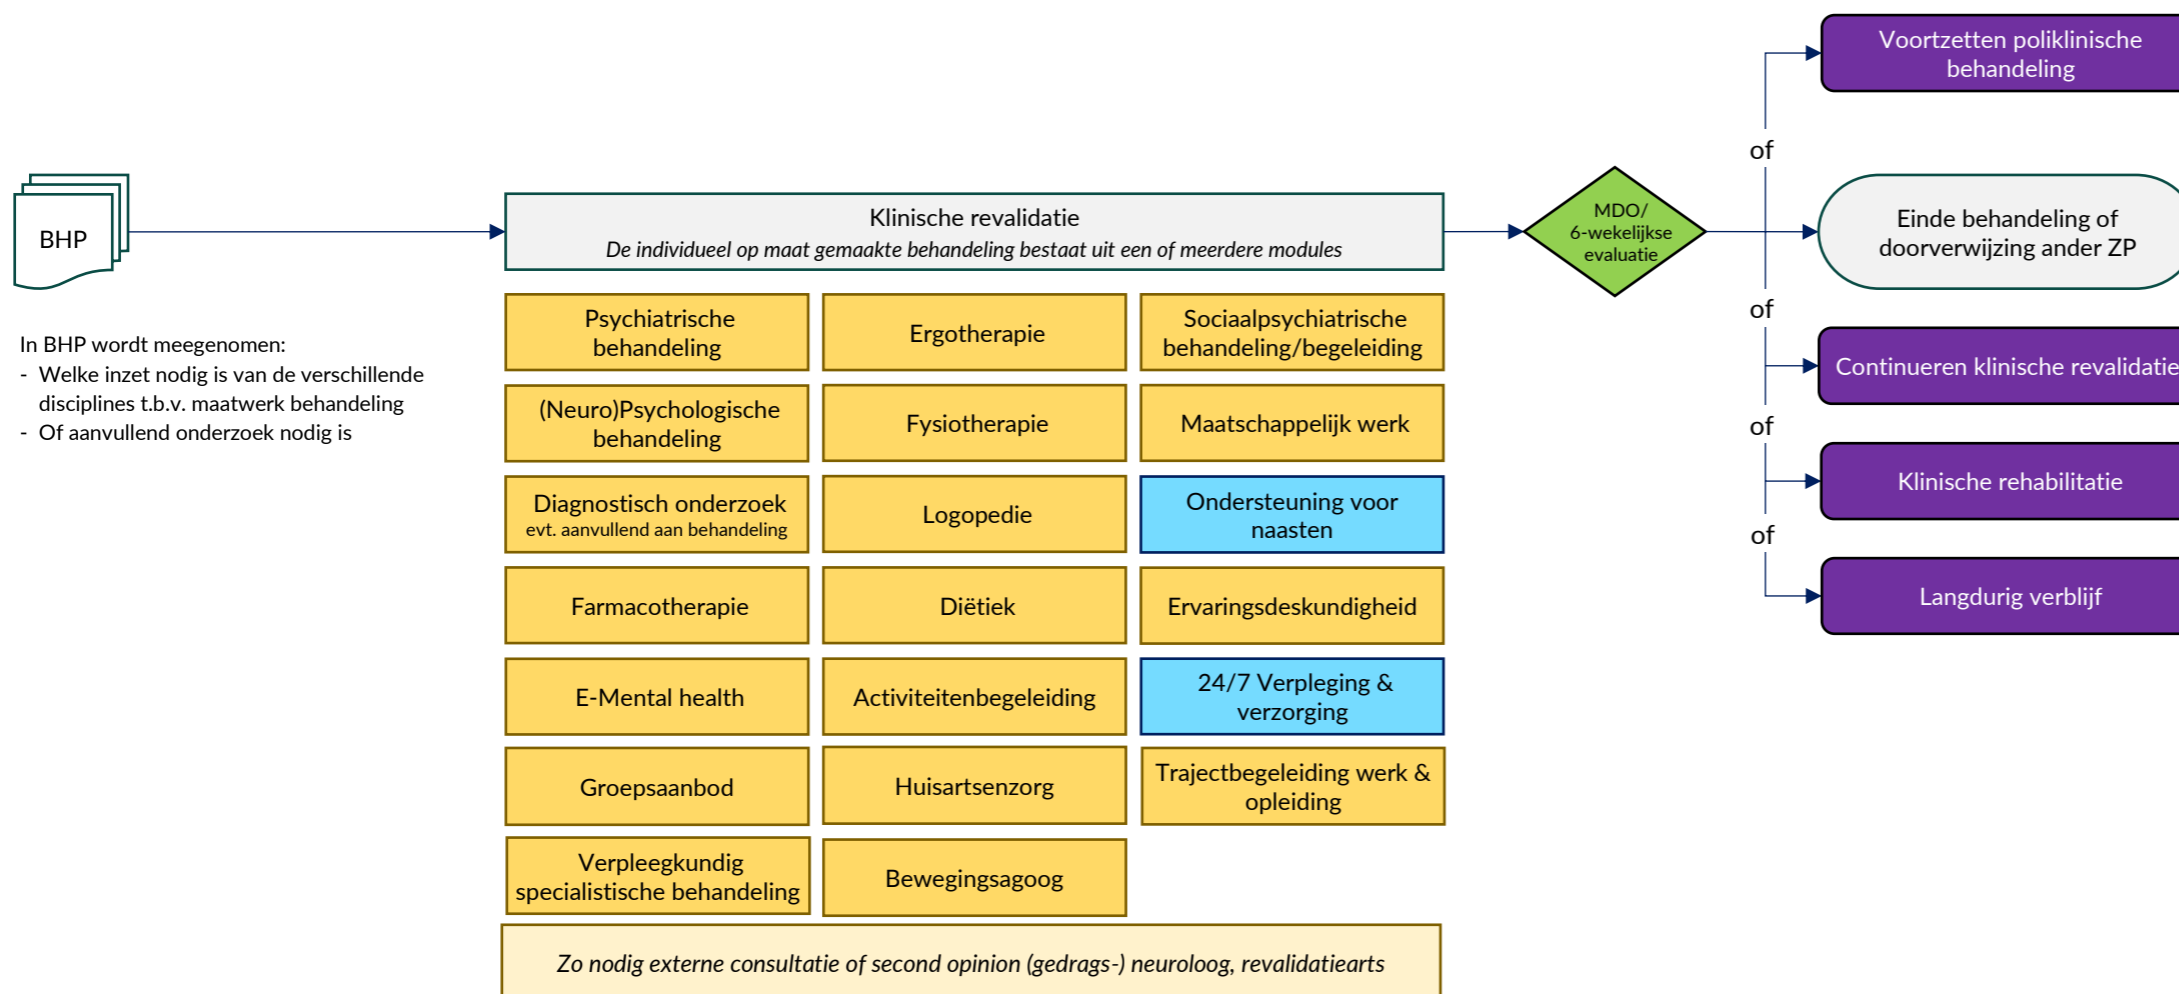 BHP
In BHP wordt meegenomen:
- Welke inzet nodig is van de verschillende
disciplines t.b.v. maatwerk behandeling
- Of aanvullend onderzoek nodig is
Klinische revalidatie
De individueel op maat gemaakte behandeling bestaat uit een of meerdere modules
Psychiatrische
behandeling
Ergotherapie
Sociaalpsychiatrische
behandeling/begeleiding
(Neuro)Psychologische
behandeling
Fysiotherapie
Maatschappelijk werk
Diagnostisch onderzoek
evt. aanvullend aan behandeling
Logopedie
Ondersteuning voor
naasten
Farmacotherapie
Diëtiek
Ervaringsdeskundigheid
E-Mental health
Activiteitenbegeleiding
24/7 Verpleging &
verzorging
Groepsaanbod
Huisartsenzorg
Trajectbegeleiding werk &
opleiding
Verpleegkundig
specialistische behandeling
Bewegingsagoog
Zo nodig externe consultatie of second opinion (gedrags-) neuroloog, revalidatiearts
MDO/
6-wekelijkse
evaluatie
Voortzetten poliklinische
behandeling
of
Einde behandeling of
doorverwijzing ander ZP
of
Continueren klinische revalidatie
of
Klinische rehabilitatie
of
Langdurig verblijf